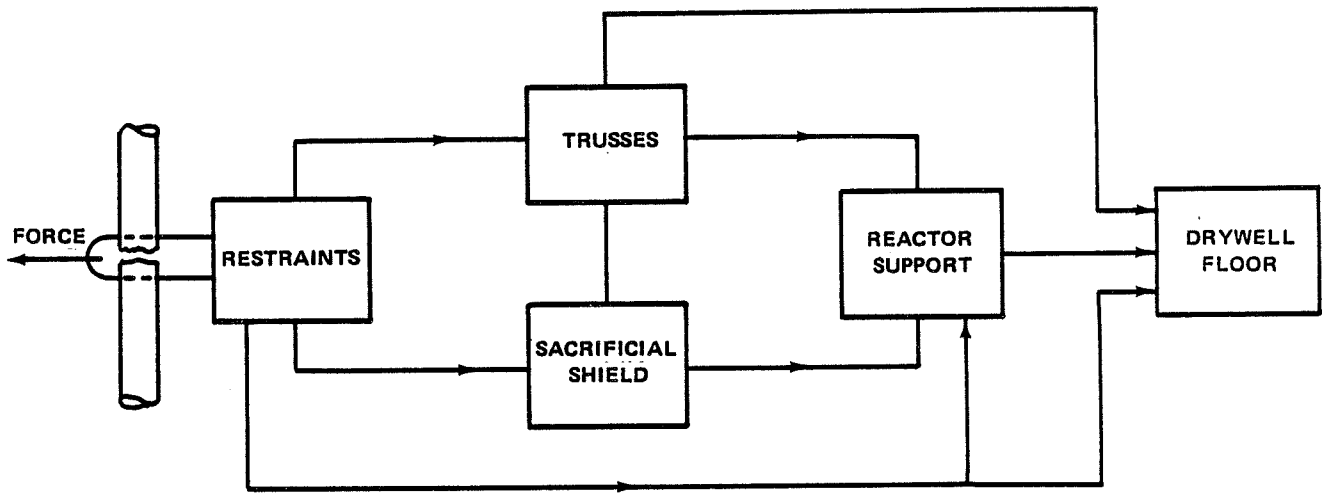 FORCE
RESTRAINTS
TRUSSES
SACRIFICIAL
SHIELD
REACTOR
SUPPORT
DRYWELL
FLOOR